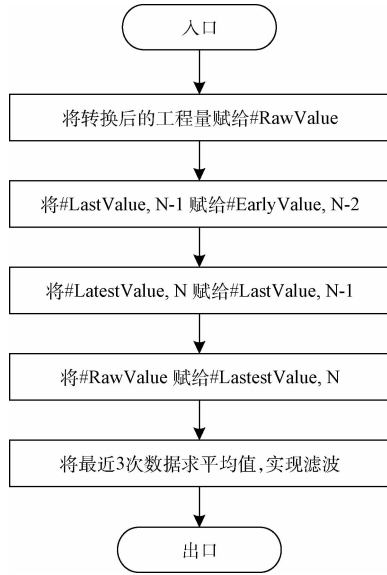 入口
将转换后的工程量赋给#RawValue
将#LastValue, N-1 赋给#EarlyValue, N-2
将#LatestValue, N 赋给#LastValue, N-1
将#RawValue 赋给#LastestValue, N
将最近3次数据求平均值,实现滤波
出口